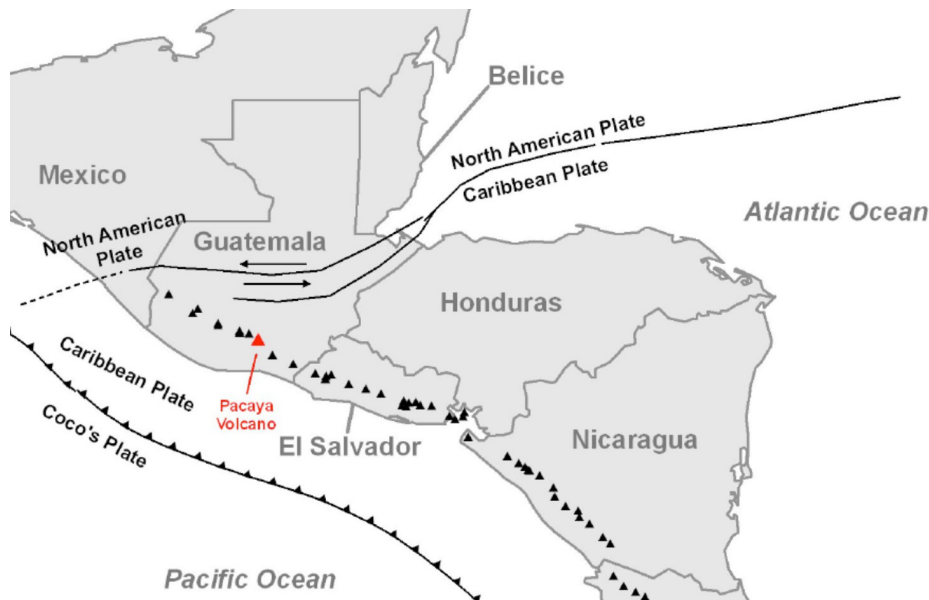 Belice
North American Plate
Caribbean Plate
Mexico
Atlantic Ocean
North American
Plate
Guatemala
Honduras
Caribbean Plate
Coco's Plate
Pacaya
Volcano
El Salvador
Nicaragua
Pacific Ocean